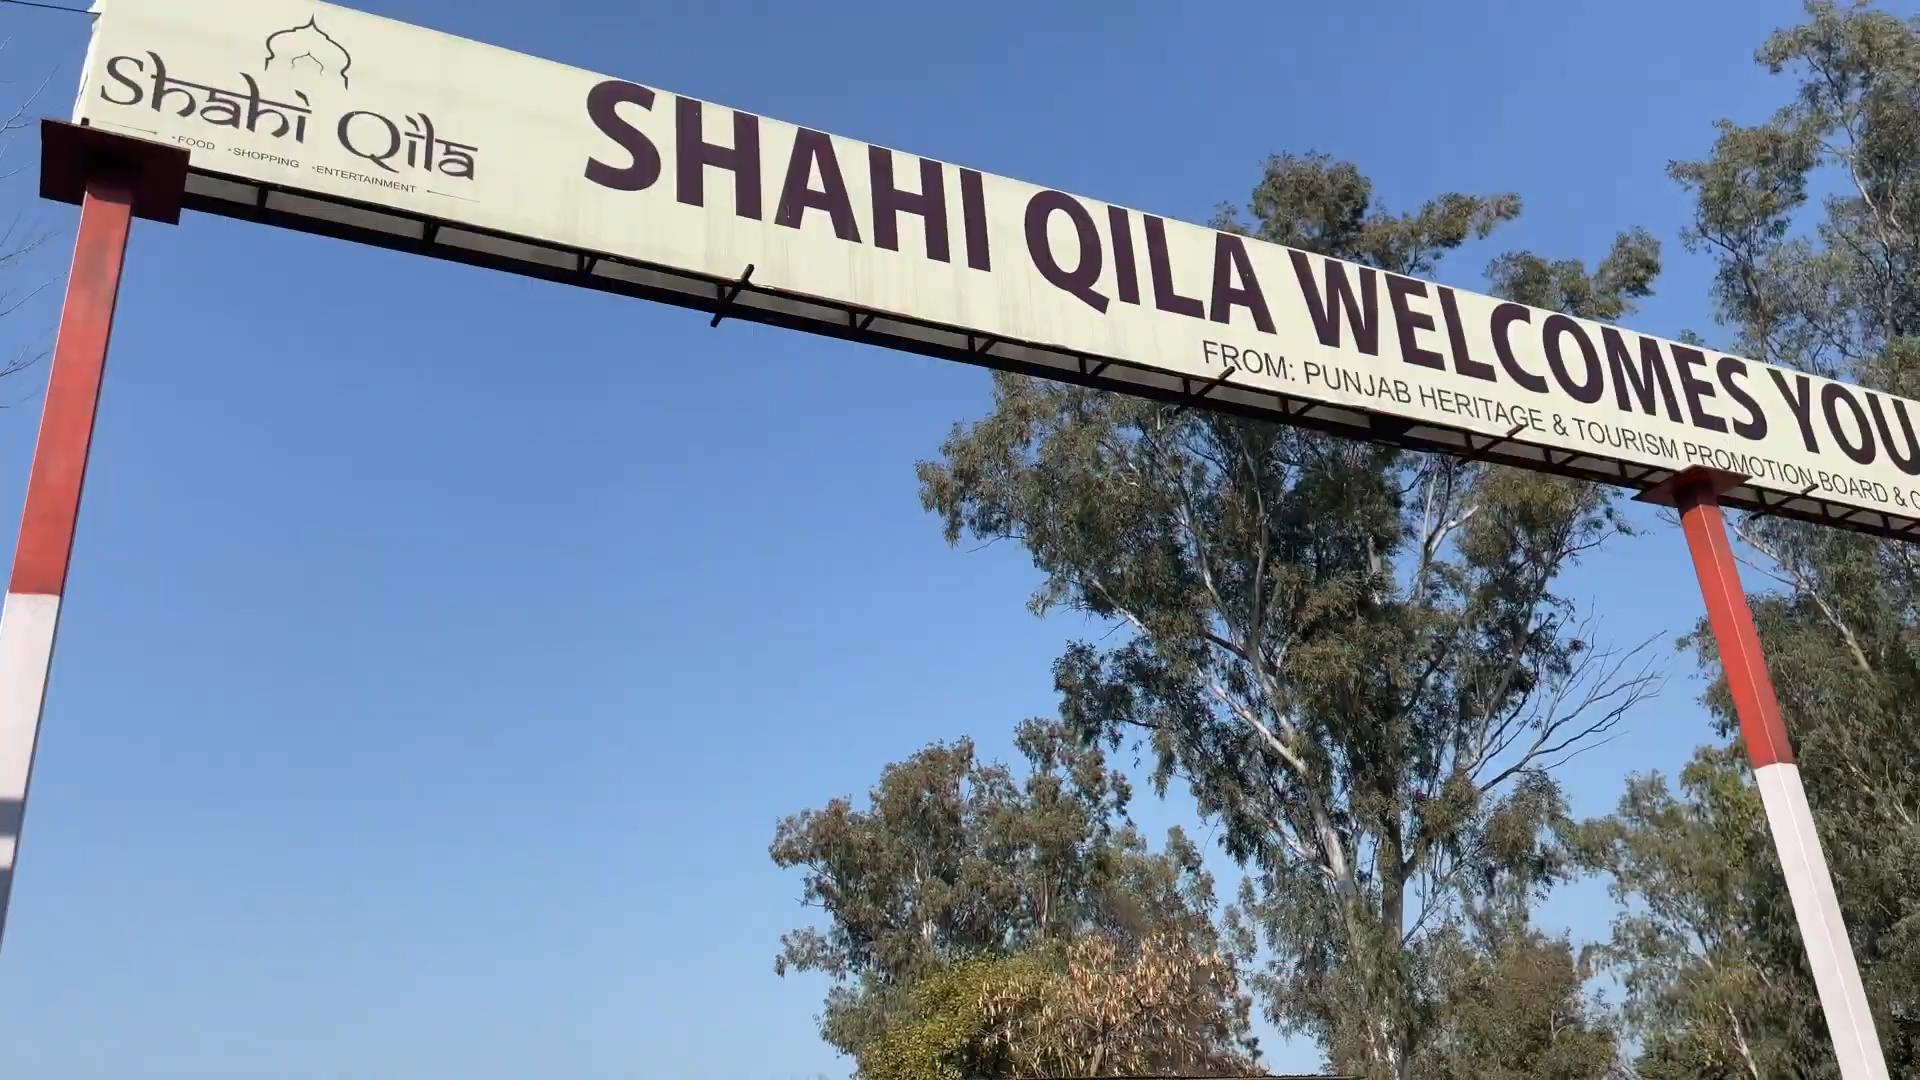 Shahi Qila
•FOOD •SHOPPING •ENTERTAINMENT
SHAHI QILA WELCOMES YOU
FROM: PUNJAB HERITAGE & TOURISM PROMOTION BOARD &